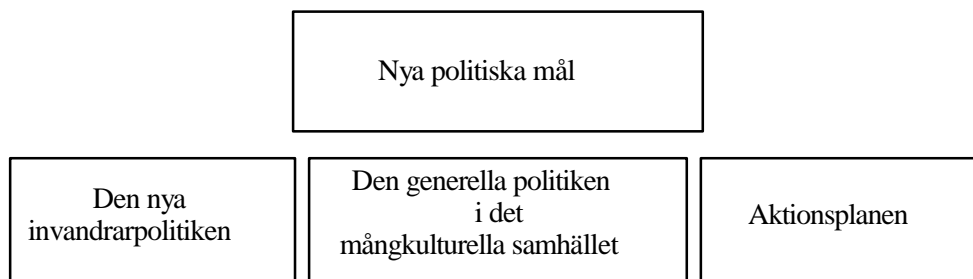 Nya politiska mål
Den nya
invandrarpolitiken
Den generella politiken
i det
mångkulturella samhället
Aktionsplanen